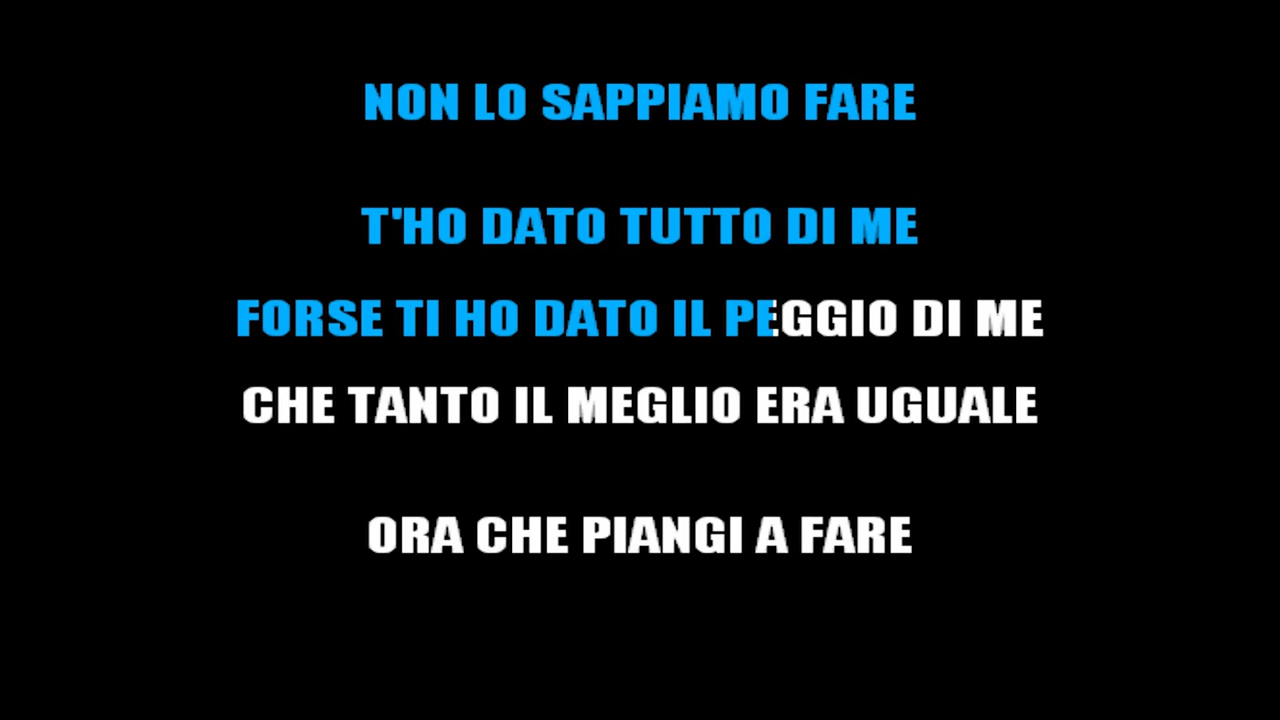 NON LO SAPPIAMO FARE
T'HO DATO TUTTO DI ME
FORSE TI HO DATO IL PEGGIO DI ME
CHE TANTO IL MEGLIO ERA UGUALE
ORA CHE PIANGI A FARE